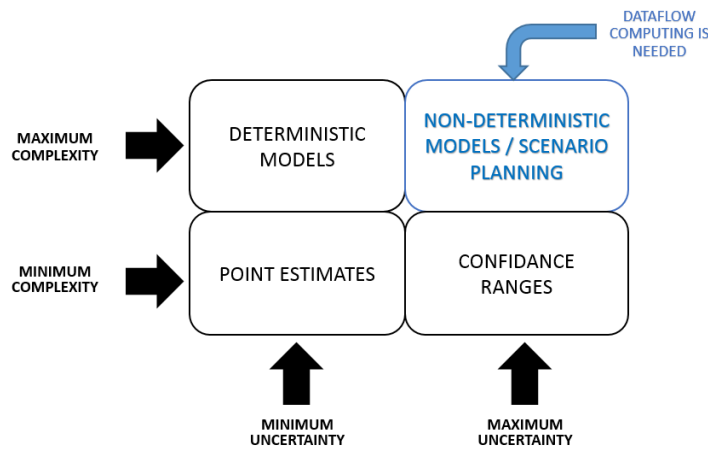 DATAFLOW
COMPUTING IS
NEEDED
MAXIMUM
COMPLEXITY
DETERMINISTIC
MODELS
NON-DETERMINISTIC
MODELS / SCENARIO
PLANNING
MINIMUM
COMPLEXITY
POINT ESTIMATES
CONFIDANCE
RANGES
MINIMUM
UNCERTAINTY
MAXIMUM
UNCERTAINTY